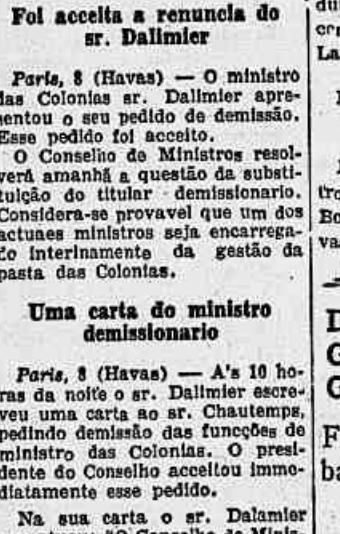 Foi acceita a renuncia do
sr. Dalimier
Paris, 8 (Havas) — O ministro
das Colonias sr. Dalimier apre-
sentou o seu pedido de demissão.
Esse pedido foi acceito.
O Conselho de Ministros resol-
verá amanhã a questão da substi-
tuição do titular demissionario.
Considera-se provavel que um dos
actuaes ministros seja encarrega-
do interinamente da gestão da
pasta das Colonias.
Uma carta do ministro
demissionario
Paris, 8 (Havas) — A's 10 ho-
ras da noite o sr. Dalimier escre-
veu uma carta ao sr. Chautemps,
pedindo demissão das funcções de
ministro das Colonias. O presi-
dente do Conselho acceitou imme-
diatamente esse pedido.
Na sua carta o sr. Dalamier